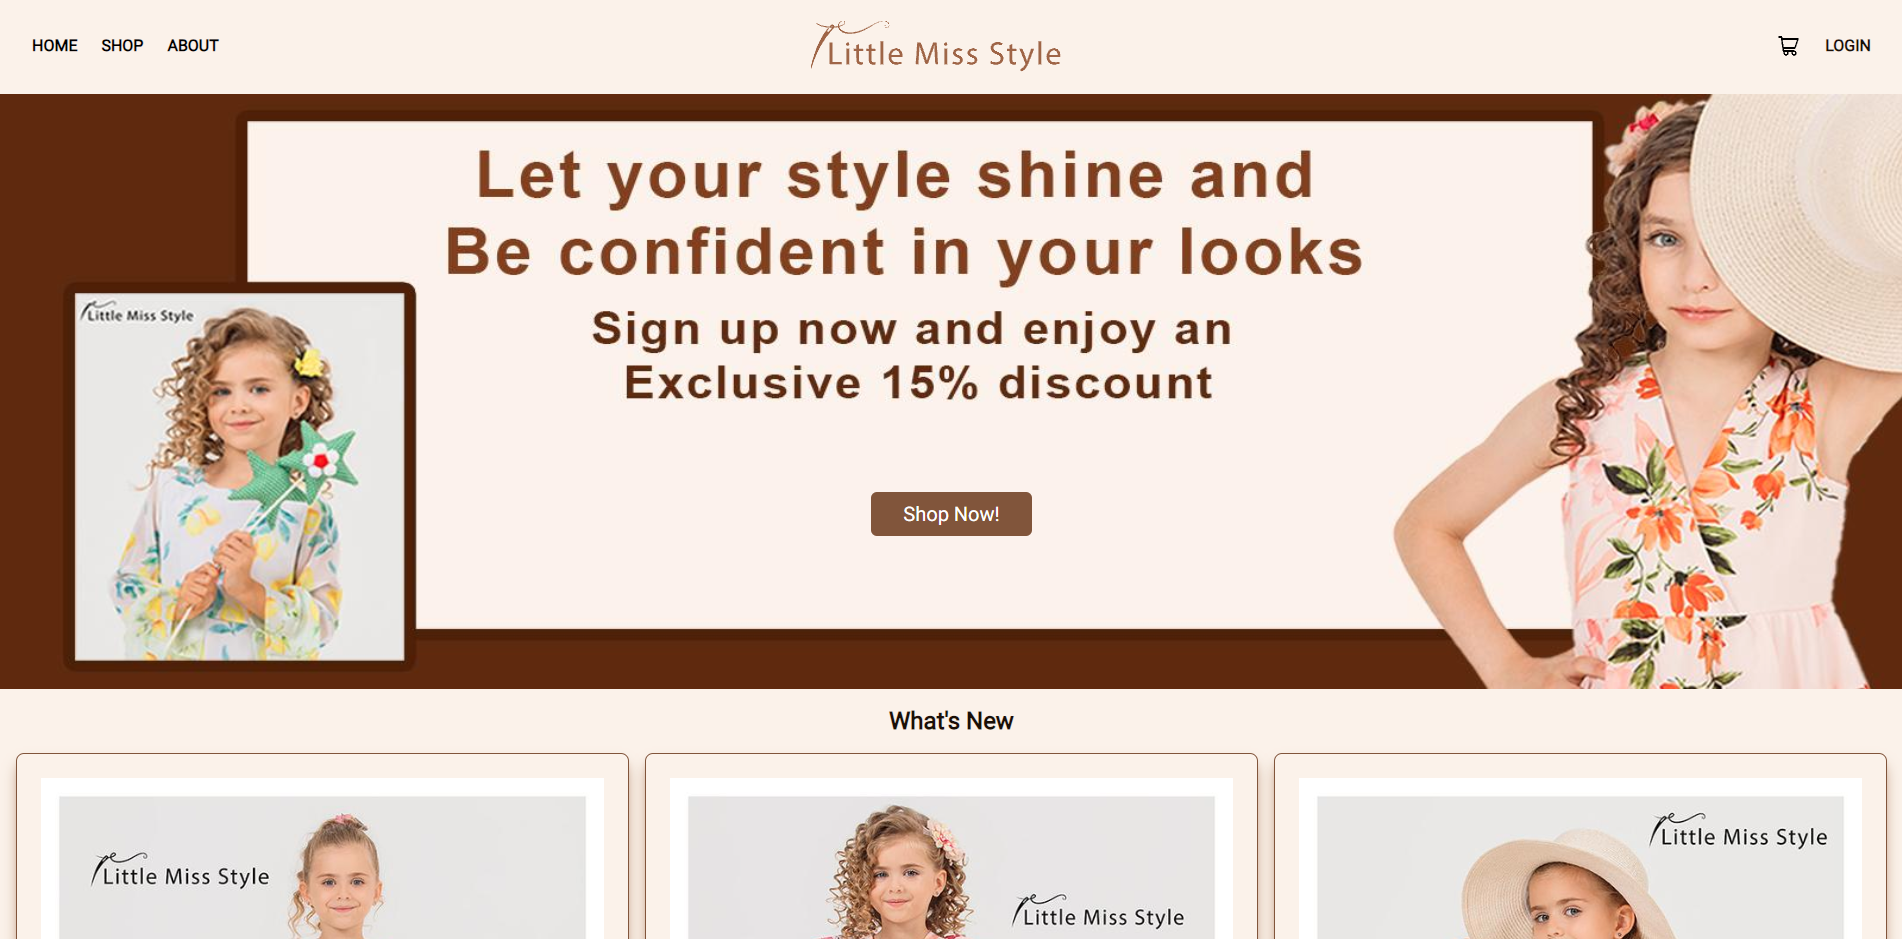 HOME SHOP ABOUT
Little Miss Style
LOGIN
Let your style shine and
Be confident in your looks
Sign up now and enjoy an
Exclusive 15% discount
Little Miss Style
Shop Now!
What's New
Little Miss Style
Little Miss Style
Little Miss Style